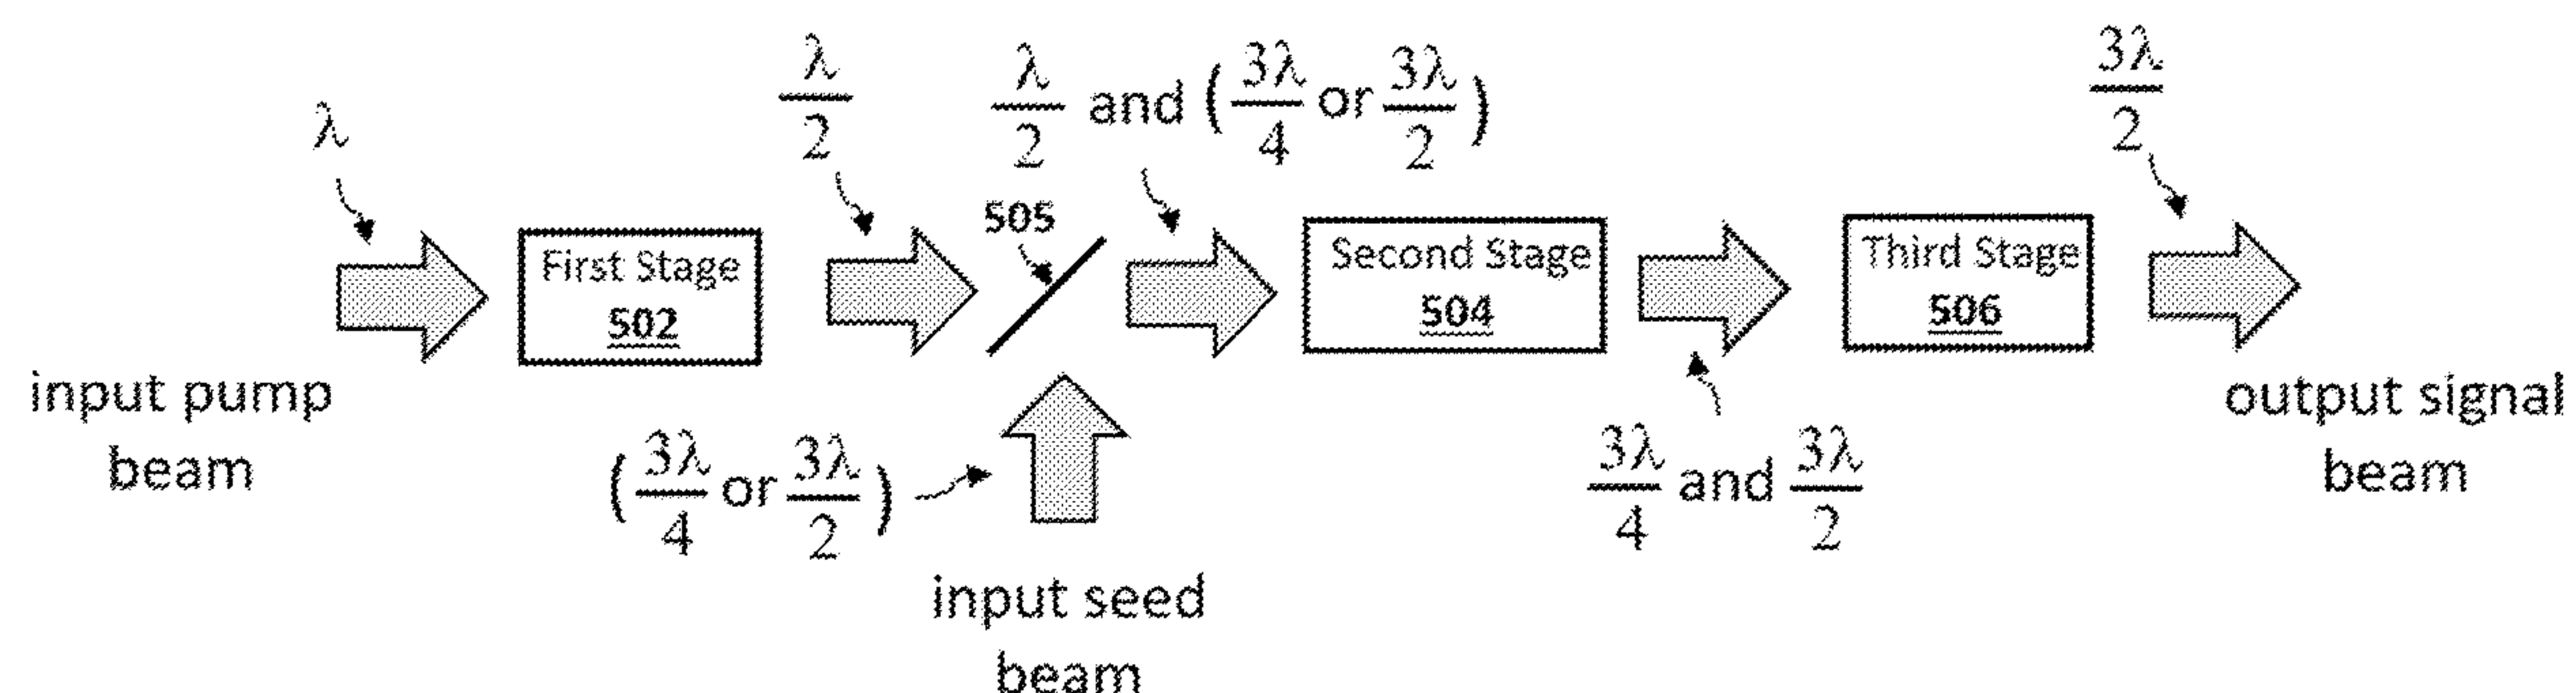 λ
λ/2
λ/2 and (3λ/4 or 3λ/2)
3λ/2
505
First Stage
502
Second Stage
504
Third Stage
506
input pump
beam
(3λ/4 or 3λ/2)
input seed
beam
3λ/4 and 3λ/2
output signal
beam